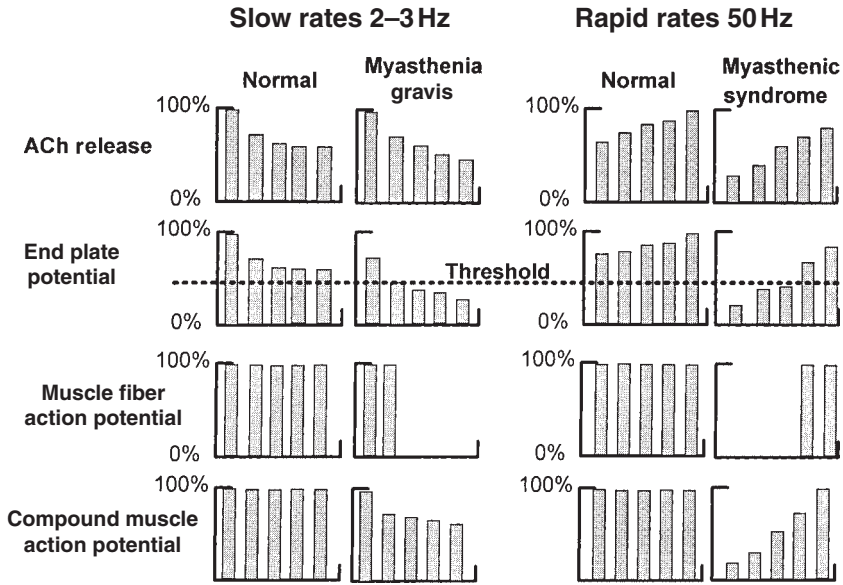 Slow rates 2–3 Hz Rapid rates 50 Hz
Normal Myasthenia gravis Normal Myasthenic syndrome
ACh release
100% 100%
0% 0%
End plate potential
100% 100%
Threshold
0% 0%
Muscle fiber action potential
100% 100%
0% 0%
Compound muscle action potential
100% 100%